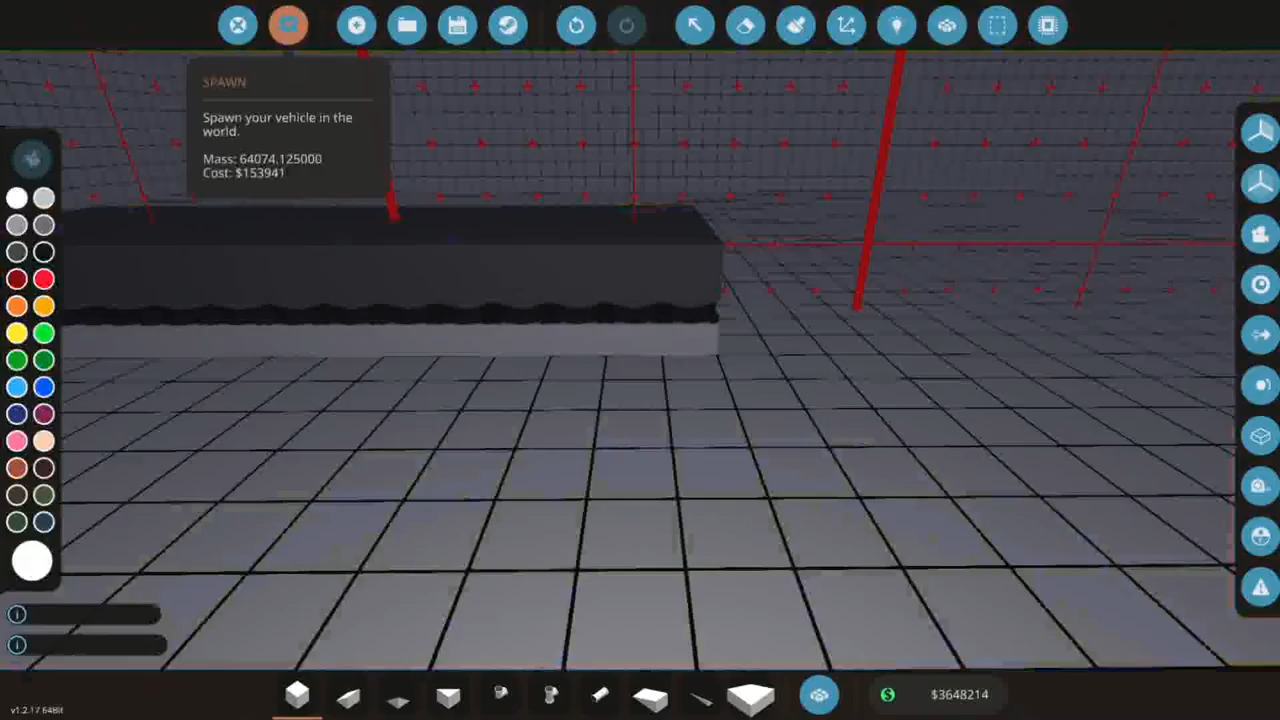 SPAWN
Spawn your vehicle in the
world.
Mass: 64074.125000
Cost: $153941
$3648214
v1.2.17 64Bit